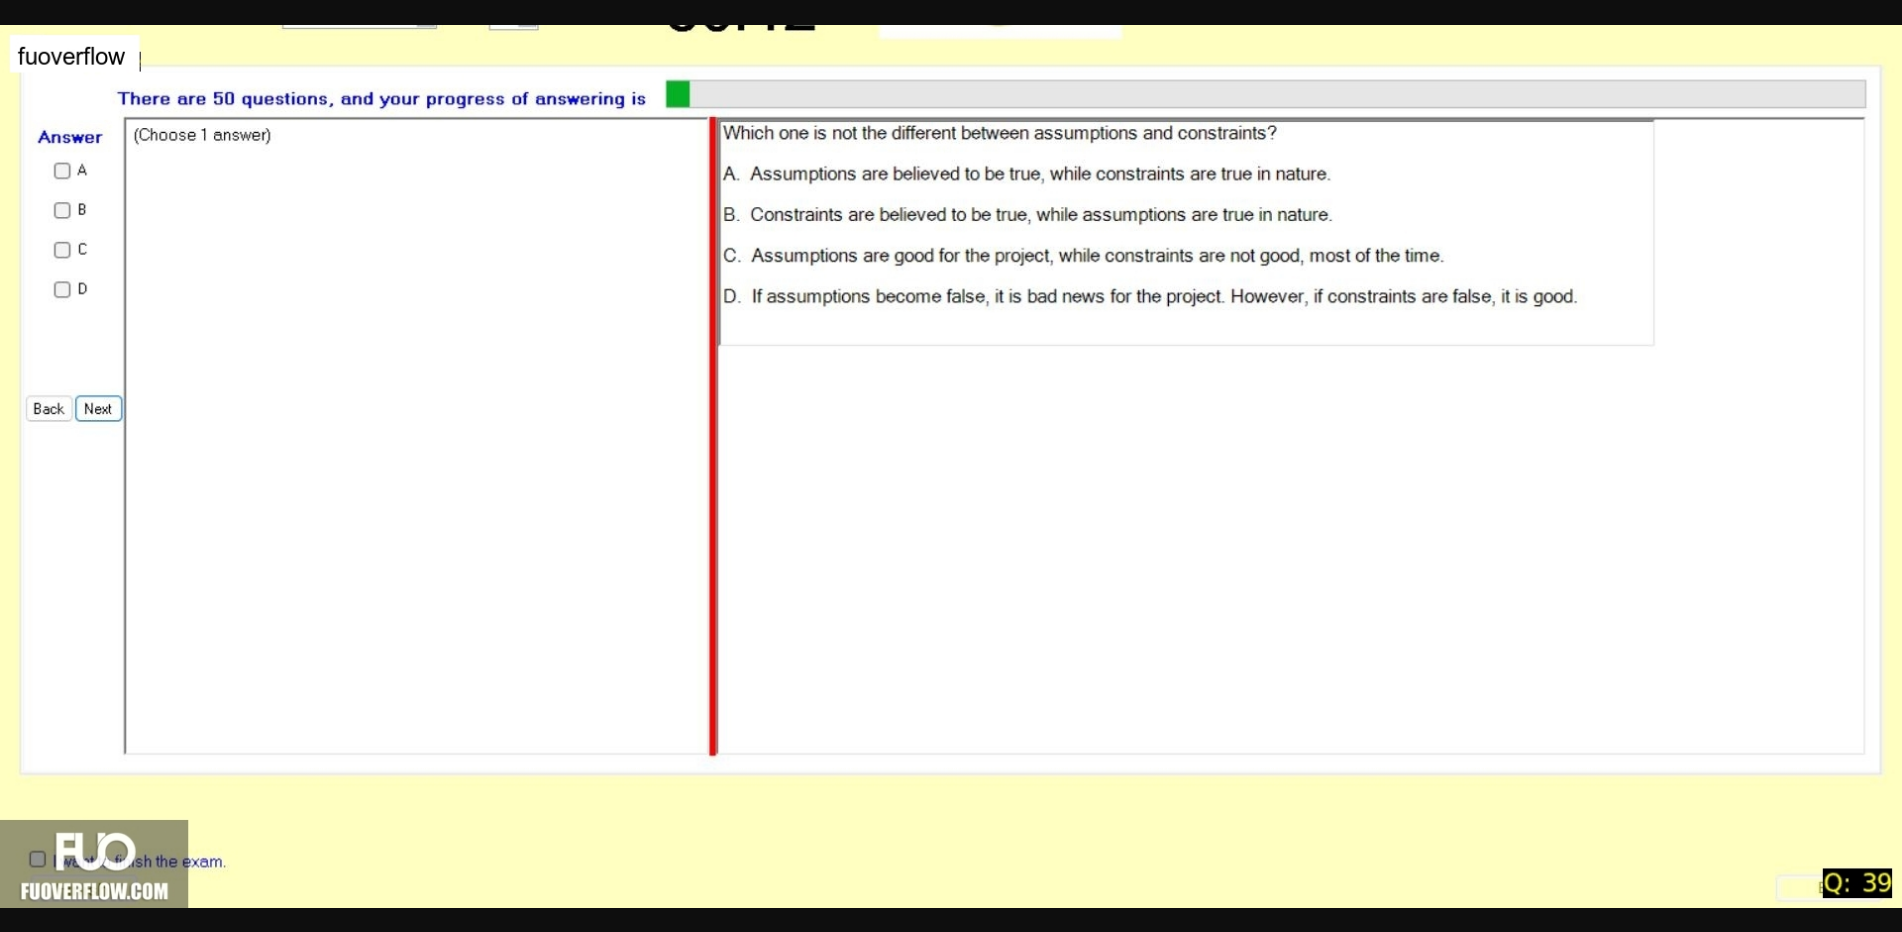 fuoverflow
There are 50 questions, and your progress of answering is
Answer
(Choose 1 answer)
A
B
C
D
Back
Next
Which one is not the different between assumptions and constraints?
A. Assumptions are believed to be true, while constraints are true in nature.
B. Constraints are believed to be true, while assumptions are true in nature.
C. Assumptions are good for the project, while constraints are not good, most of the time.
D. If assumptions become false, it is bad news for the project. However, if constraints are false, it is good.
FUO
I want to finish the exam.
FUOVERFLOW.COM
Q: 39